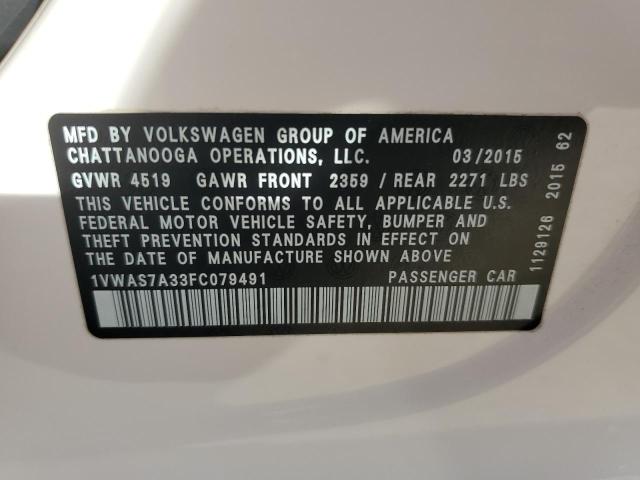 MFD BY VOLKSWAGEN GROUP OF AMERICA
CHATTANOOGA OPERATIONS, LLC. 03/2015
GVWR 4519 GAWR FRONT 2359 / REAR 2271 LBS
THIS VEHICLE CONFORMS TO ALL APPLICABLE U.S.
FEDERAL MOTOR VEHICLE SAFETY, BUMPER AND
THEFT PREVENTION STANDARDS IN EFFECT ON
THE DATE OF MANUFACTURE SHOWN ABOVE
1VWAS7A33FC079491 PASSENGER CAR
1129126 2015 62